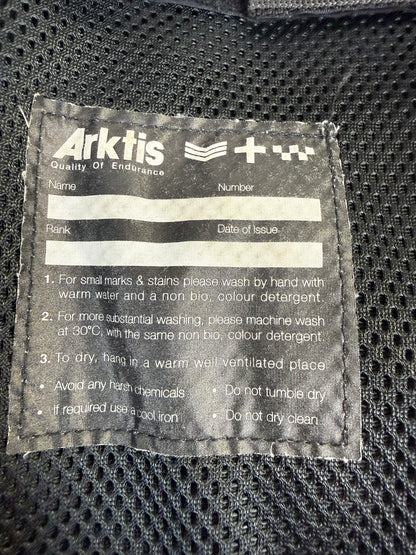 Arktis
Quality Of Endurance
Name Number
Rank Date of Issue
1. For small marks & stains please wash by hand with
warm water and a non bio, colour detergent.
2. For more substantial washing, please machine wash
at 30°C, with the same non bio, colour detergent.
3. To dry, hang in a warm well ventilated place
• Avoid any harsh chemicals • Do not tumble dry
• If required use a cool iron • Do not dry clean